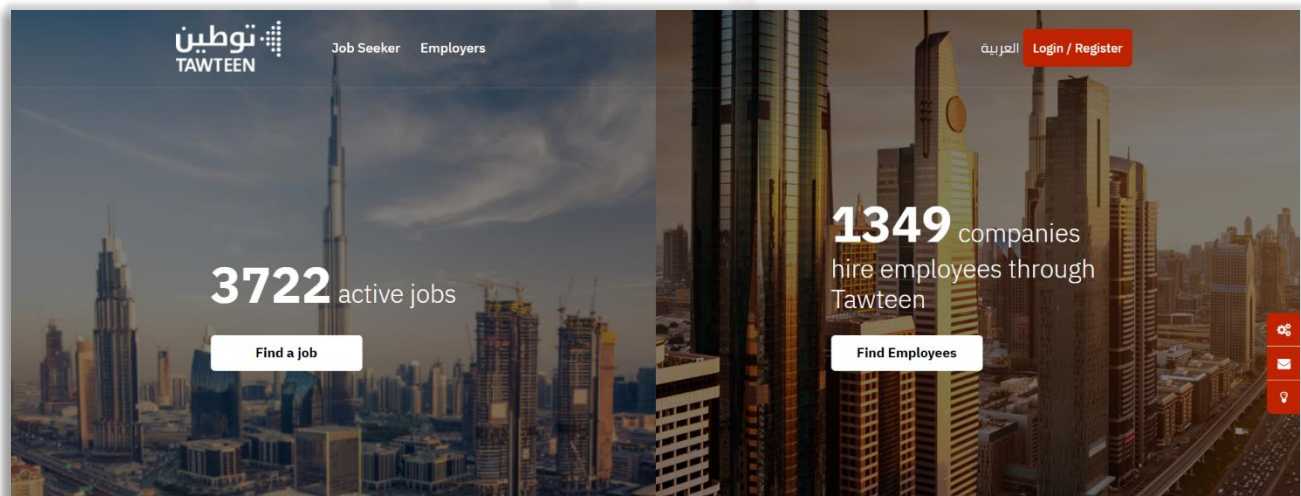 توطين
TAWTEEN
Job Seeker
Employers
العربية
Login / Register
3722 active jobs
Find a job
1349 companies
hire employees through
Tawteen
Find Employees